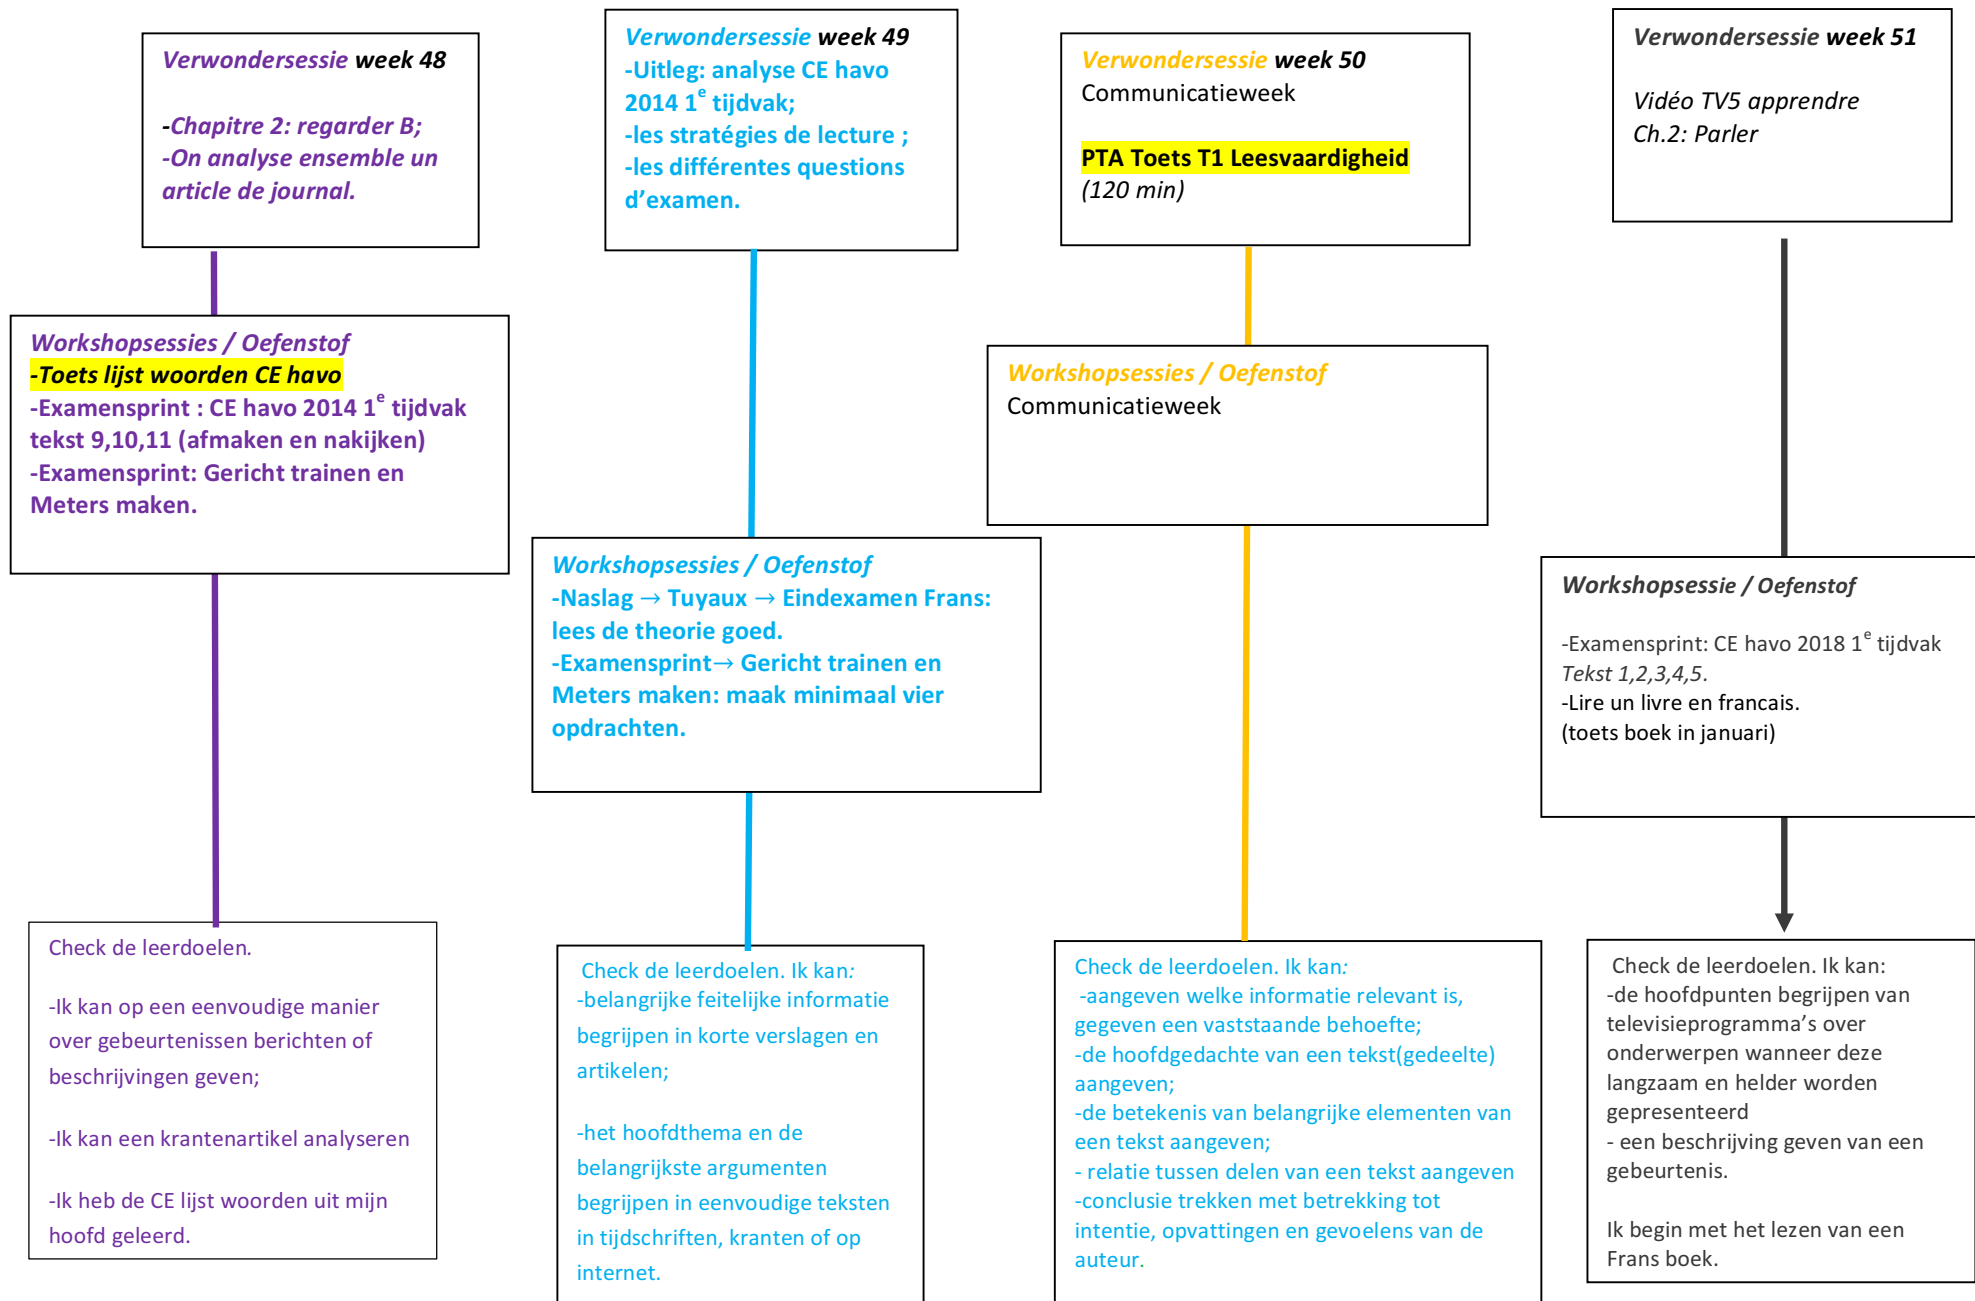 Verwondersessie week 48
-Chapitre 2: regarder B;
-On analyse ensemble un
article de journal.
Workshopsessies / Oefenstof
-Toets lijst woorden CE havo
-Examensprint : CE havo 2014 1e tijdvak
tekst 9,10,11 (afmaken en nakijken)
-Examensprint: Gericht trainen en
Meters maken.
Check de leerdoelen.
-Ik kan op een eenvoudige manier
over gebeurtenissen berichten of
beschrijvingen geven;
-Ik kan een krantenartikel analyseren
-Ik heb de CE lijst woorden uit mijn
hoofd geleerd.
Verwondersessie week 49
-Uitleg: analyse CE havo
2014 1e tijdvak;
-les stratégies de lecture ;
-les différentes questions
d’examen.
Workshopsessies / Oefenstof
-Naslag → Tuyaux → Eindexamen Frans:
lees de theorie goed.
-Examensprint→ Gericht trainen en
Meters maken: maak minimaal vier
opdrachten.
Check de leerdoelen. Ik kan:
-belangrijke feitelijke informatie
begrijpen in korte verslagen en
artikelen;
-het hoofdthema en de
belangrijkste argumenten
begrijpen in eenvoudige teksten
in tijdschriften, kranten of op
internet.
Verwondersessie week 50
Communicatieweek
PTA Toets T1 Leesvaardigheid
(120 min)
Workshopsessies / Oefenstof
Communicatieweek
Check de leerdoelen. Ik kan:
-aangeven welke informatie relevant is,
gegeven een vaststaande behoefte;
-de hoofdgedachte van een tekst(gedeelte)
aangeven;
-de betekenis van belangrijke elementen van
een tekst aangeven;
- relatie tussen delen van een tekst aangeven
-conclusie trekken met betrekking tot
intentie, opvattingen en gevoelens van de
auteur.
Verwondersessie week 51
Vidéo TV5 apprendre
Ch.2: Parler
Workshopsessie / Oefenstof
-Examensprint: CE havo 2018 1e tijdvak
Tekst 1,2,3,4,5.
-Lire un livre en francais.
(toets boek in januari)
Check de leerdoelen. Ik kan:
-de hoofdpunten begrijpen van
televisieprogramma’s over
onderwerpen wanneer deze
langzaam en helder worden
gepresenteerd
- een beschrijving geven van een
gebeurtenis.
Ik begin met het lezen van een
Frans boek.